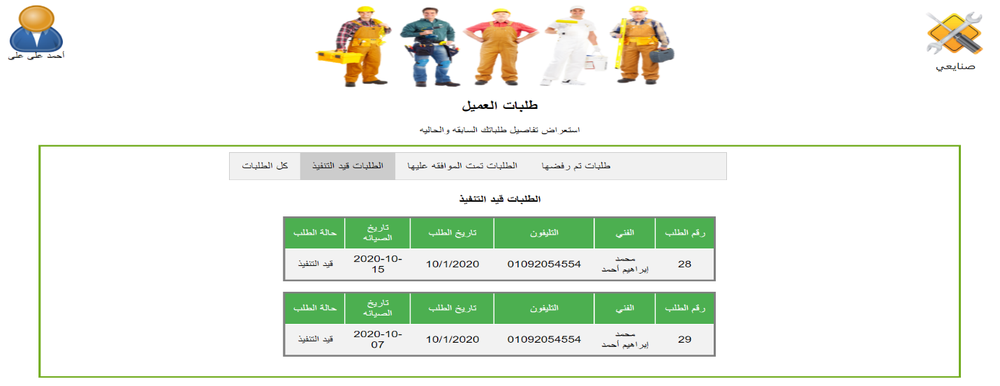 صنايعي
أحمد على على
طلبات العميل
استعراض تفاصيل طلباتك السابقه والحاليه
كل الطلبات
الطلبات قيد التنفيذ
الطلبات تمت الموافقه عليها
طلبات تم رفضها
الطلبات قيد التنفيذ
رقم الطلب الفني التليفون تاريخ الطلب تاريخ الصيانه حالة الطلب
28 محمد إبراهيم أحمد 01092054554 10/1/2020 2020-10-15 قيد التنفيذ
رقم الطلب الفني التليفون تاريخ الطلب تاريخ الصيانه حالة الطلب
29 محمد إبراهيم أحمد 01092054554 10/1/2020 2020-10-07 قيد التنفيذ